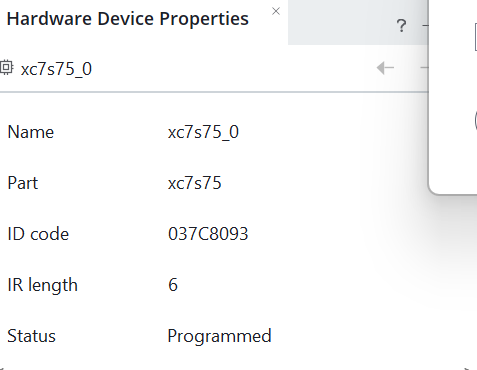 Hardware Device Properties ×
?
xc7s75_0
Name xc7s75_0
Part xc7s75
ID code 037C8093
IR length 6
Status Programmed